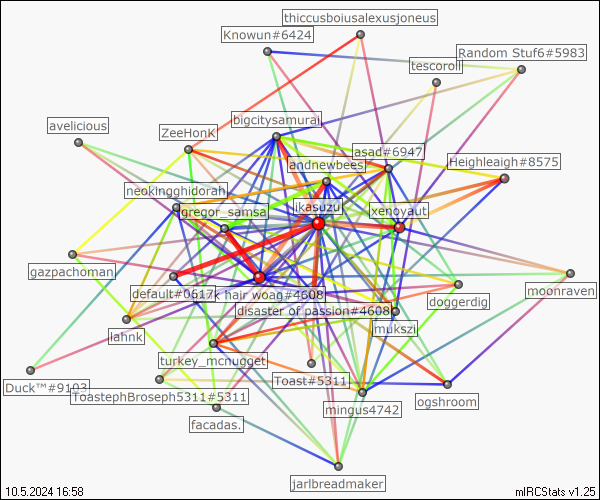 thiccusboiusalexusjoneus
Knowun#6424
Random Stuf6#5983
tescoroll
bigcitysamurai
avelicious
ZeeHonK
asad#6947
andnewbees
Heighleaigh#8575
neokingghidorah
gregor_samsa
ikasuzu
xenoyaut
gazpachoman
default#0617
k hair woag#4608
moonraven
doggerdig
disaster of passion#4608
mukszi
lahnk
turkey_mcnugget
Toast#5311
Duck™#9103
ToastephBroseph5311#5311
mingus4742
ogshroom
facadas.
jarlbreadmaker
10.5.2024 16:58
mIRCStats v1.25